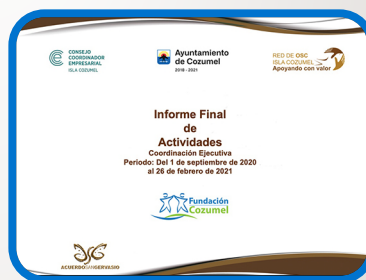 CONSEJO
COORDINADOR
EMPRESARIAL
ISLA COZUMEL
Ayuntamiento
de Cozumel
2018 - 2021
RED DE OSC
ISLA COZUMEL
Apoyando con valor
Informe Final
de
Actividades
Coordinación Ejecutiva
Periodo: Del 1 de septiembre de 2020
al 26 de febrero de 2021
Fundación
Cozumel
ACUERDOSANGERVASIO